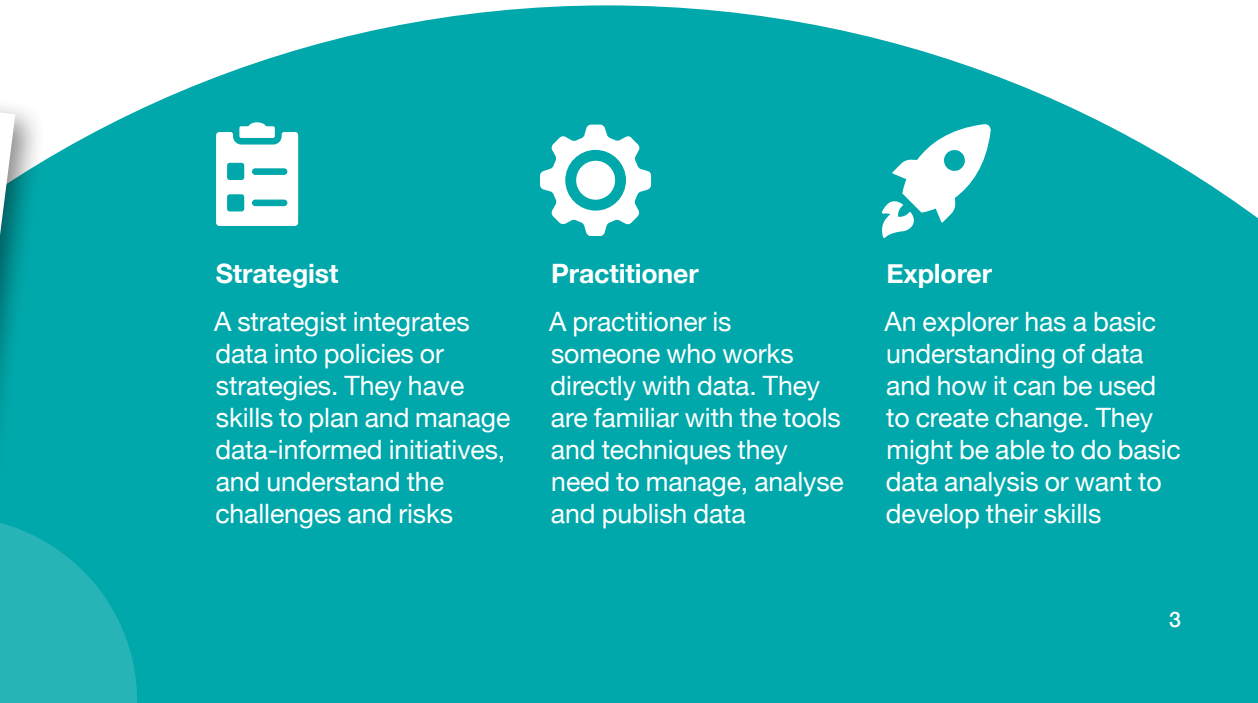 Strategist
A strategist integrates
data into policies or
strategies. They have
skills to plan and manage
data-informed initiatives,
and understand the
challenges and risks
Practitioner
A practitioner is
someone who works
directly with data. They
are familiar with the tools
and techniques they
need to manage, analyse
and publish data
Explorer
An explorer has a basic
understanding of data
and how it can be used
to create change. They
might be able to do basic
data analysis or want to
develop their skills
3